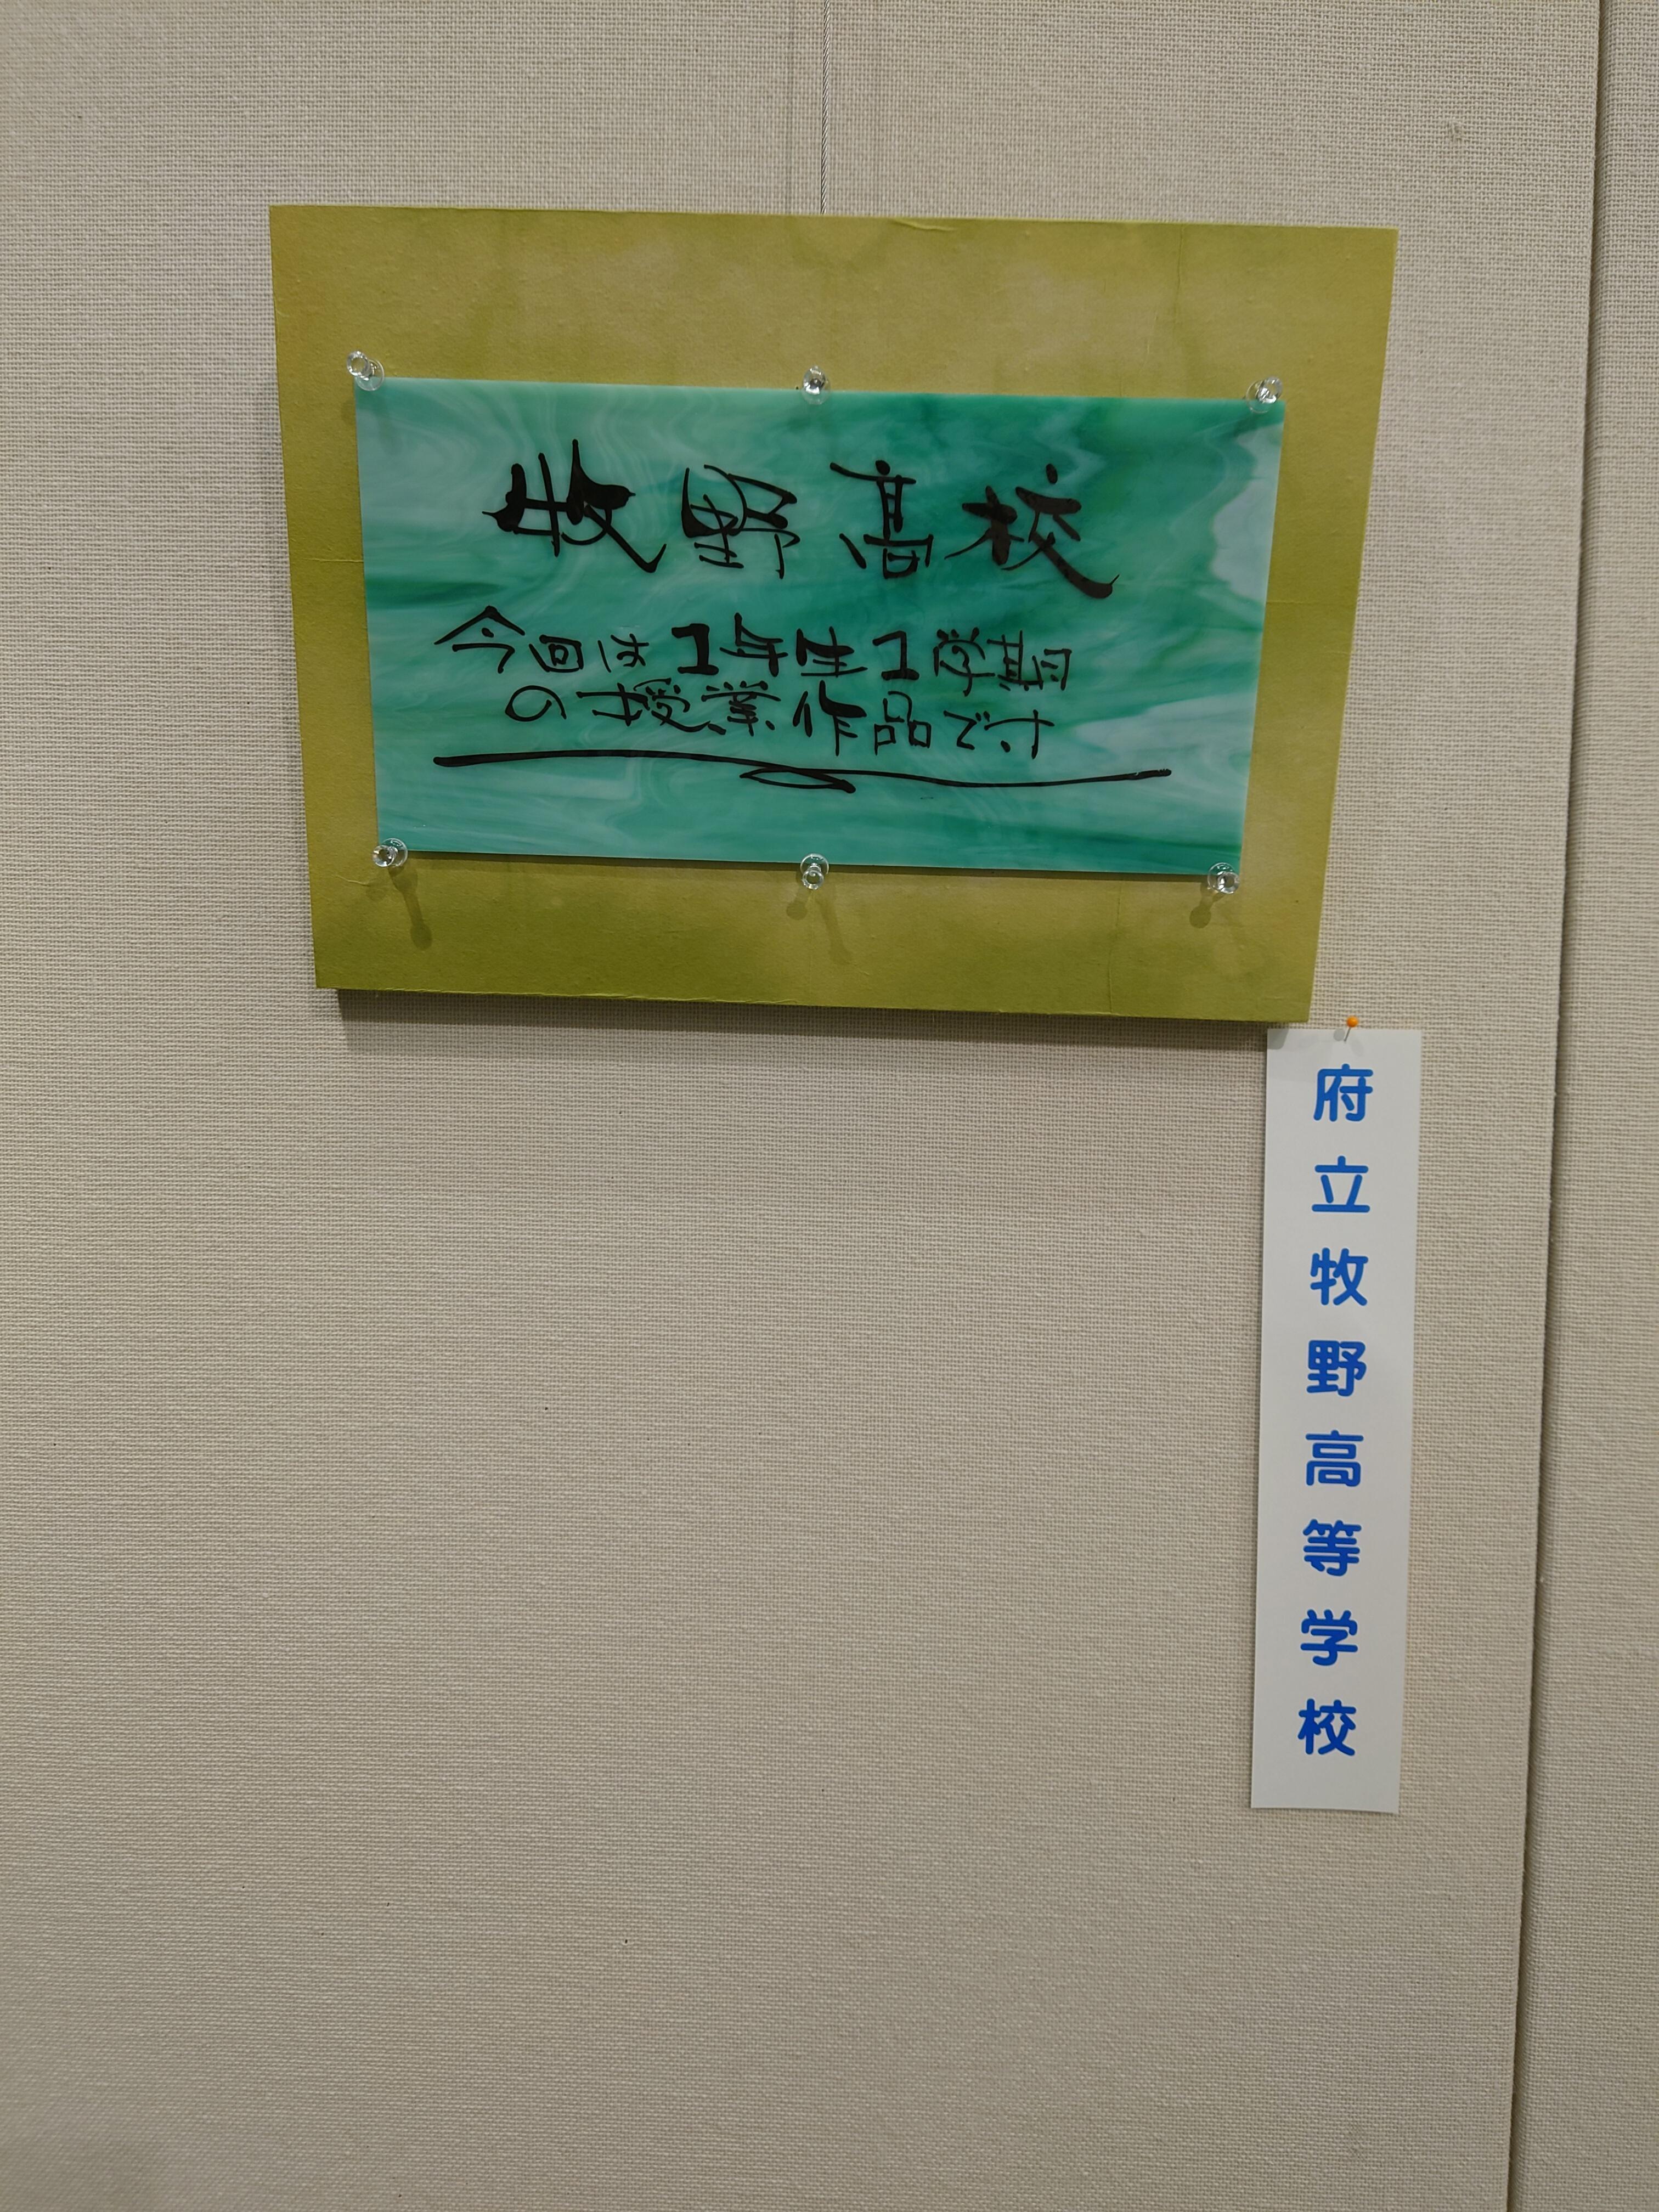 牧野高校
今回は1年生1学期
の授業作品です
府立牧野高等学校